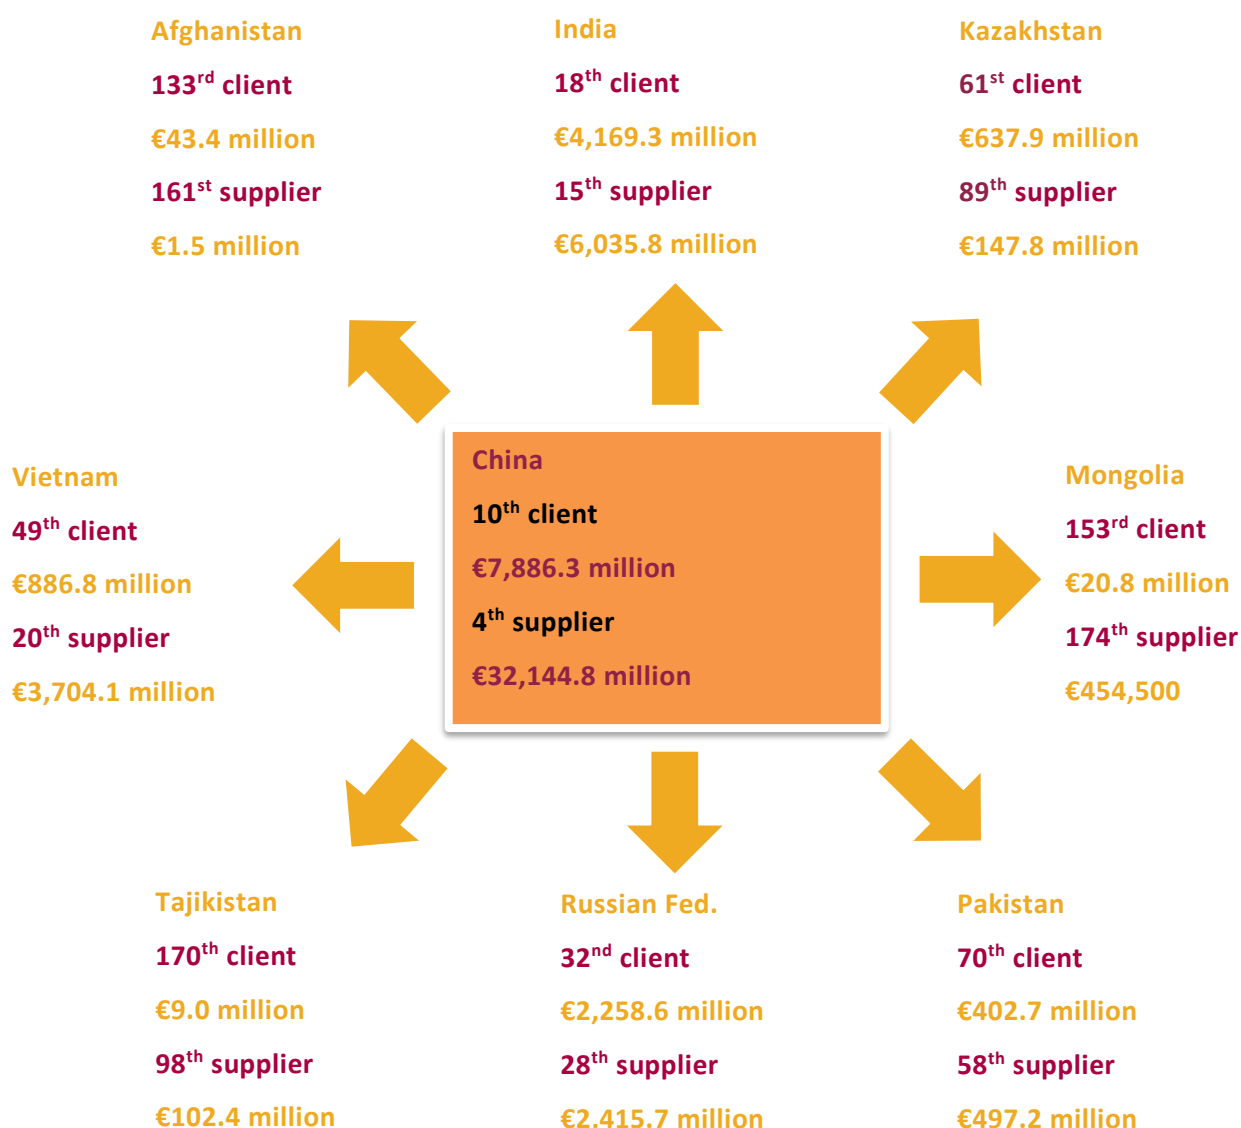 Afghanistan
133rd client
€43.4 million
161st supplier
€1.5 million
India
18th client
€4,169.3 million
15th supplier
€6,035.8 million
Kazakhstan
61st client
€637.9 million
89th supplier
€147.8 million
Vietnam
49th client
€886.8 million
20th supplier
€3,704.1 million
China
10th client
€7,886.3 million
4th supplier
€32,144.8 million
Mongolia
153rd client
€20.8 million
174th supplier
€454,500
Tajikistan
170th client
€9.0 million
98th supplier
€102.4 million
Russian Fed.
32nd client
€2,258.6 million
28th supplier
€2.415.7 million
Pakistan
70th client
€402.7 million
58th supplier
€497.2 million